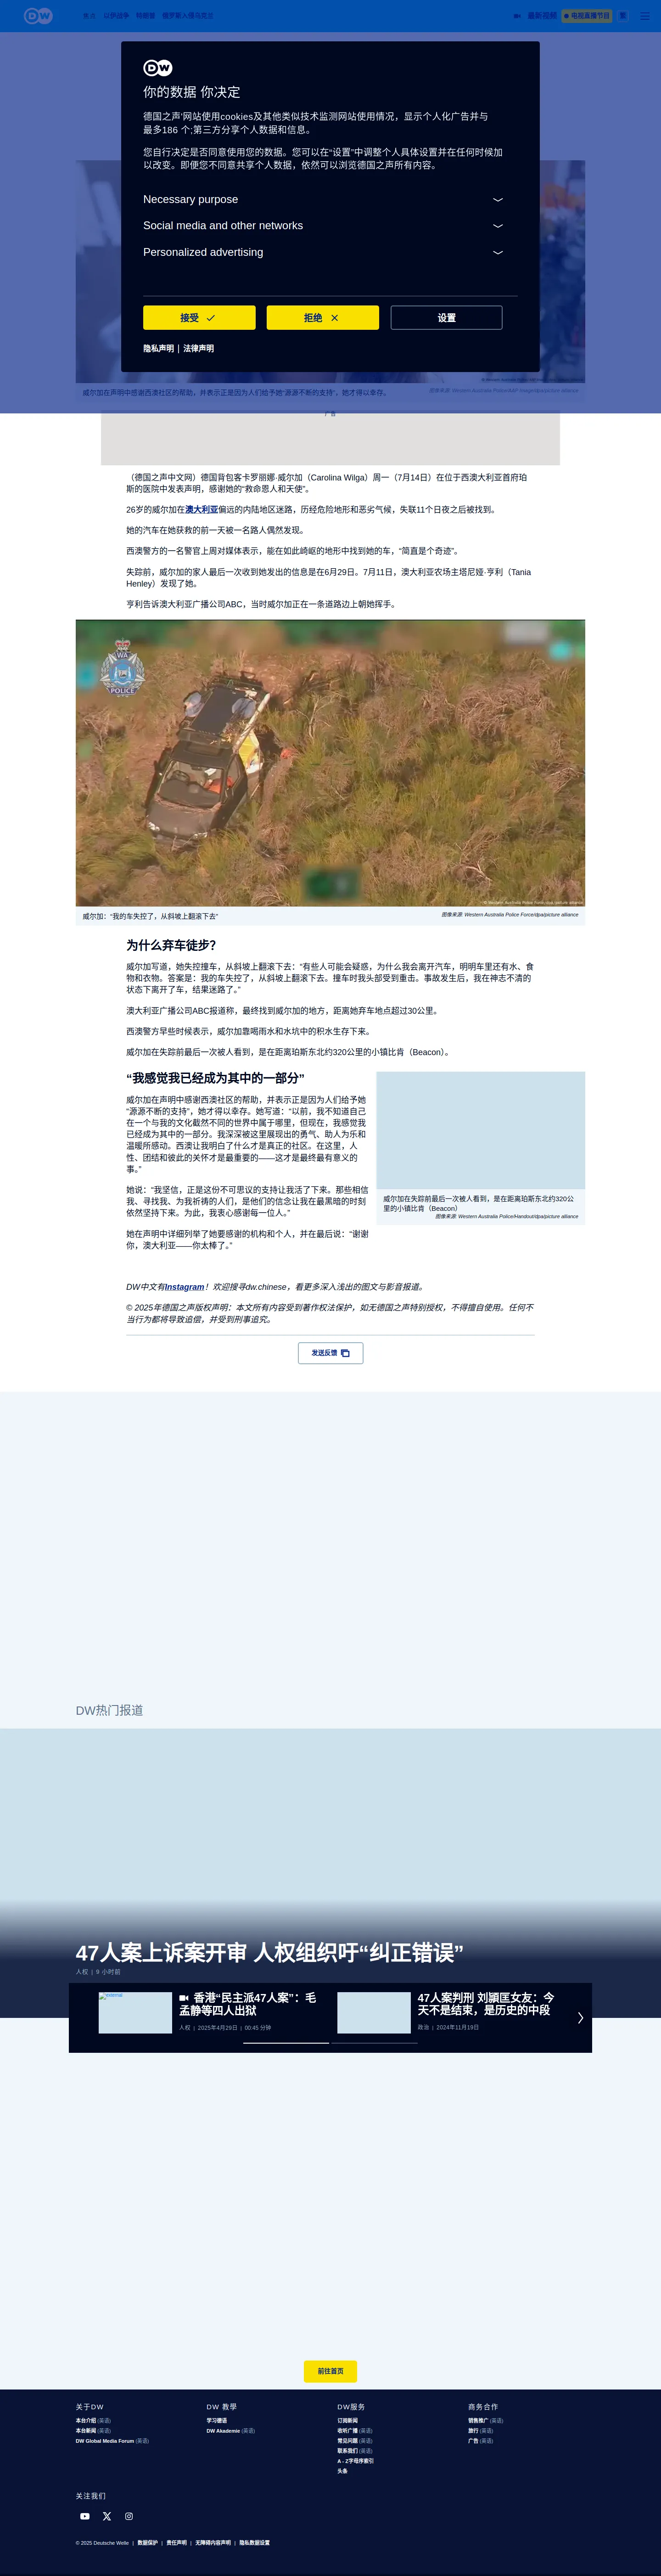 DW
最新视频
电视直播节目
DW
你的数据 你决定
德国之声'网站使用cookies及其他类似技术监测网站使用情况，显示个人化广告并与
最多186 个;第三方分享个人数据和信息。
您自行决定是否同意使用您的数据。您可以在“设置”中调整个人具体设置并在任何时候加
以改变。即便您不同意共享个人数据，依然可以浏览德国之声所有内容。
Necessary purpose
Social media and other networks
Personalized advertising
接受
拒绝
设置
隐私声明 | 法律声明
威尔加在声明中感谢西澳社区的帮助，并表示正是因为人们给予她“源源不断的支持”，她才得以幸存。
广告
（德国之声中文网）德国背包客卡罗丽娜·威尔加（Carolina Wilga）周一（7月14日）在位于西澳大利亚首府珀
斯的医院中发表声明，感谢她的“救命恩人和天使”。
26岁的威尔加在澳大利亚偏远的内陆地区迷路，历经危险地形和恶劣气候，失联11个日夜之后被找到。
她的汽车在她获救的前一天被一名路人偶然发现。
西澳警方的一名警官上周对媒体表示，能在如此崎岖的地形中找到她的车，“简直是个奇迹”。
失踪前，威尔加的家人最后一次收到她发出的信息是在6月29日。7月11日，澳大利亚农场主塔尼娅·亨利（Tania
Henley）发现了她。
亨利告诉澳大利亚广播公司ABC，当时威尔加正在一条道路边上朝她挥手。
WA
POLICE
© Western Australia Police Force/dpa/picture alliance
威尔加：“我的车失控了，从斜坡上翻滚下去”
图像来源: Western Australia Police Force/dpa/picture alliance
为什么弃车徒步？
威尔加写道，她失控撞车，从斜坡上翻滚下去：“有些人可能会疑惑，为什么我会离开汽车，明明车里还有水、食
物和衣物。答案是：我的车失控了，从斜坡上翻滚下去。撞车时我头部受到重击。事故发生后，我在神志不清的
状态下离开了车，结果迷路了。”
澳大利亚广播公司ABC报道称，最终找到威尔加的地方，距离她弃车地点超过30公里。
西澳警方早些时候表示，威尔加靠喝雨水和水坑中的积水生存下来。
威尔加在失踪前最后一次被人看到，是在距离珀斯东北约320公里的小镇比肯（Beacon）。
“我感觉我已经成为其中的一部分”
威尔加在声明中感谢西澳社区的帮助，并表示正是因为人们给予她
“源源不断的支持”，她才得以幸存。她写道：“以前，我不知道自己
在一个与我的文化截然不同的世界中属于哪里，但现在，我感觉我
已经成为其中的一部分。我深深被这里展现出的勇气、助人为乐和
温暖所感动。西澳让我明白了什么才是真正的社区。在这里，人
性、团结和彼此的关怀才是最重要的——这才是最终最有意义的
事。”
她说：“我坚信，正是这份不可思议的支持让我活了下来。那些相信
我、寻找我、为我祈祷的人们，是他们的信念让我在最黑暗的时刻
依然坚持下来。为此，我衷心感谢每一位人。”
她在声明中详细列举了她要感谢的机构和个人，并在最后说：“谢谢
你，澳大利亚——你太棒了。”
威尔加在失踪前最后一次被人看到，是在距离珀斯东北约320公
里的小镇比肯（Beacon）
图像来源: Western Australia Police/Handout/dpa/picture alliance
DW中文有Instagram！欢迎搜寻dw.chinese，看更多深入浅出的图文与影音报道。
© 2025年德国之声版权声明：本文所有内容受到著作权法保护，如无德国之声特别授权，不得擅自使用。任何不
当行为都将导致追偿，并受到刑事追究。
发送反馈
DW热门报道
47人案上诉案开审 人权组织吁“纠正错误”
人权 | 9 小时前
external
香港“民主派47人案”：毛
孟静等四人出狱
人权 | 2025年4月29日 | 00:45 分钟
47人案判刑 刘頴匡女友：今
天不是结束，是历史的中段
政治 | 2024年11月19日
前往首页
关于DW
本台介绍 (英语)
本台新闻 (英语)
DW Global Media Forum (英语)
DW 教學
学习德语
DW Akademie (英语)
DW服务
订阅新闻
收听广播 (英语)
常见问题 (英语)
联系我们 (英语)
A - Z字母序索引
头条
商务合作
销售推广 (英语)
旅行 (英语)
广告 (英语)
关注我们
© 2025 Deutsche Welle | 数据保护 | 责任声明 | 无障碍内容声明 | 隐私数据设置